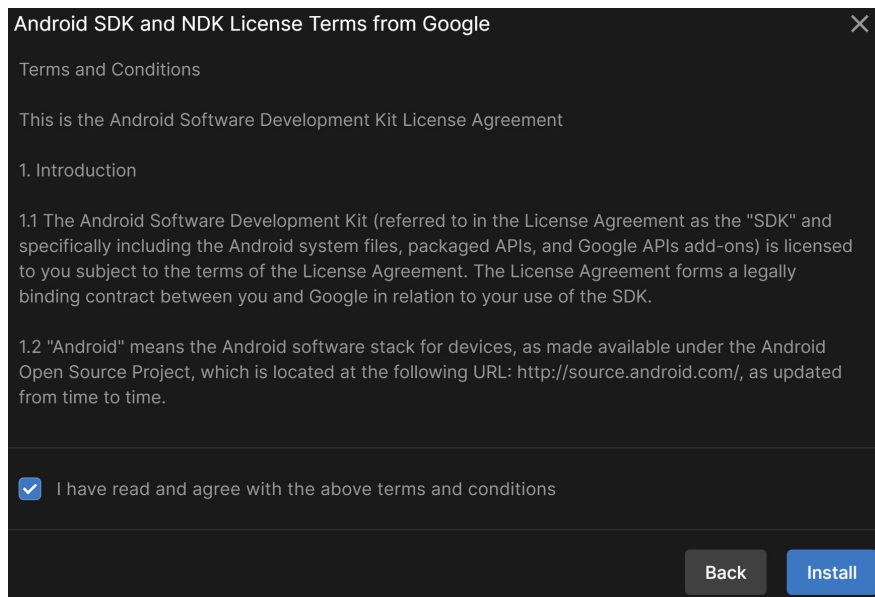 Android SDK and NDK License Terms from Google
Terms and Conditions
This is the Android Software Development Kit License Agreement
1. Introduction
1.1 The Android Software Development Kit (referred to in the License Agreement as the "SDK" and
specifically including the Android system files, packaged APIs, and Google APIs add-ons) is licensed
to you subject to the terms of the License Agreement. The License Agreement forms a legally
binding contract between you and Google in relation to your use of the SDK.
1.2 "Android" means the Android software stack for devices, as made available under the Android
Open Source Project, which is located at the following URL: http://source.android.com/, as updated
from time to time.
I have read and agree with the above terms and conditions
Back Install